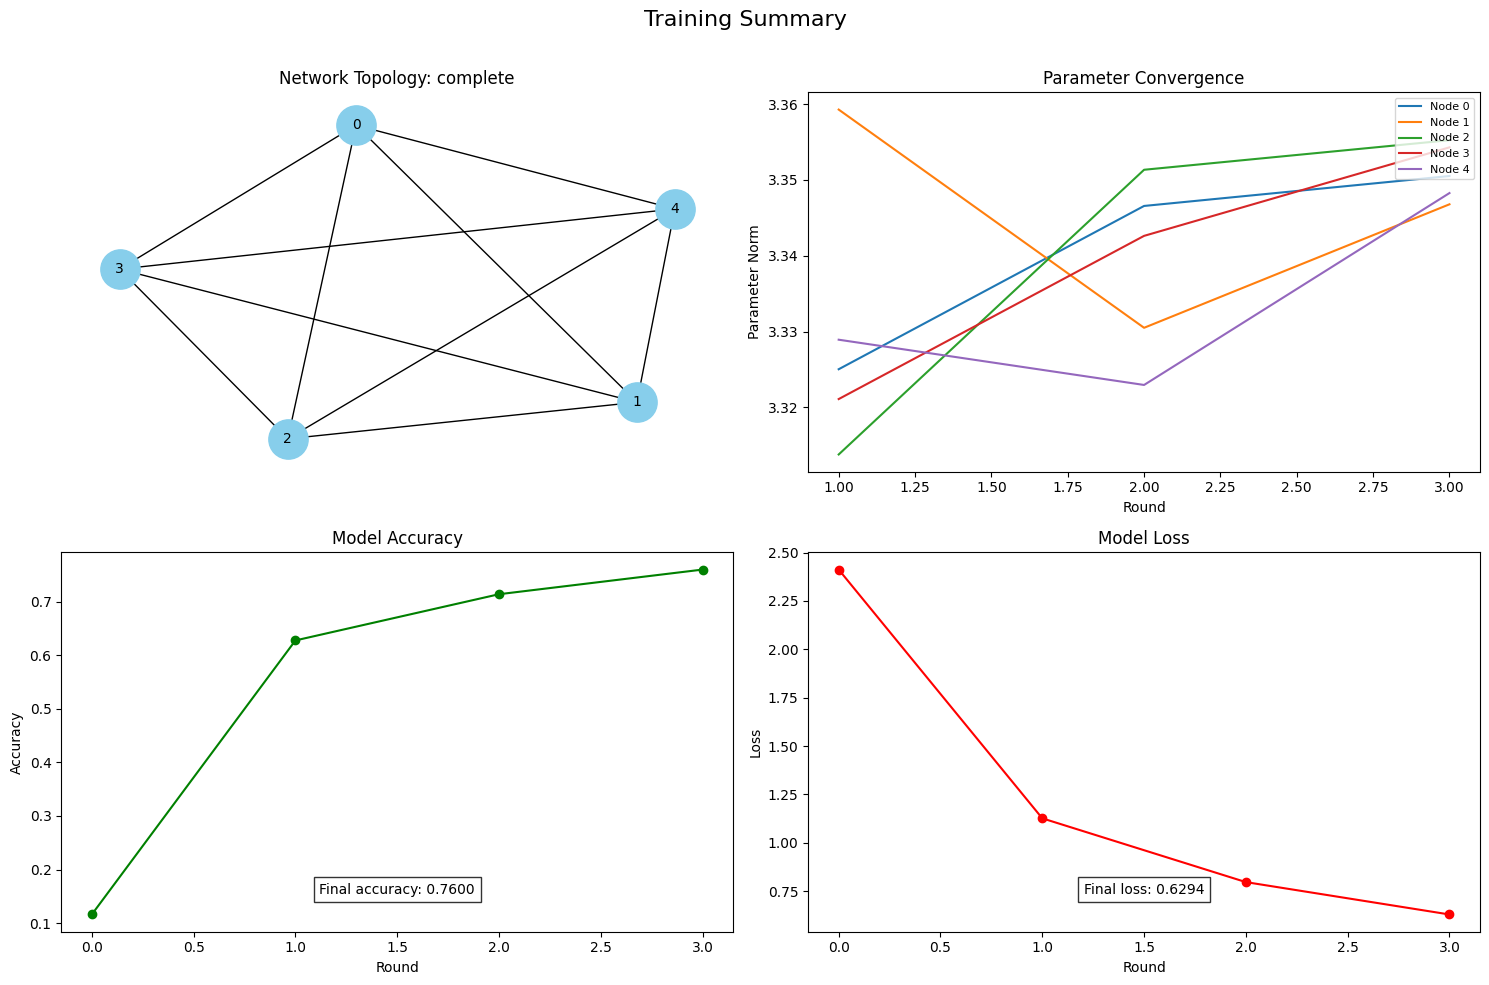 Training Summary
Network Topology: complete
0
4
3
1
2
Parameter Convergence
Parameter Norm
3.36
3.35
3.34
3.33
3.32
Node 0
Node 1
Node 2
Node 3
Node 4
1.00 1.25 1.50 1.75 2.00 2.25 2.50 2.75 3.00
Round
Model Accuracy
Accuracy
0.7
0.6
0.5
0.4
0.3
0.2
0.1
Final accuracy: 0.7600
0.0 0.5 1.0 1.5 2.0 2.5 3.0
Round
Model Loss
Loss
2.50
2.25
2.00
1.75
1.50
1.25
1.00
0.75
Final loss: 0.6294
0.0 0.5 1.0 1.5 2.0 2.5 3.0
Round